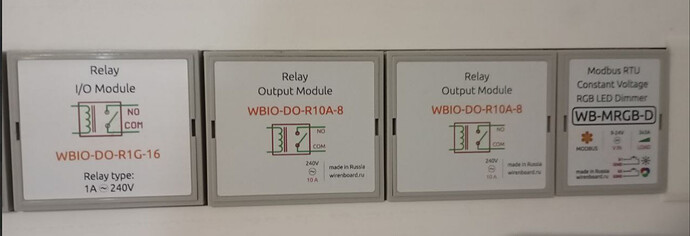 Relay
I/O Module
NO
COM
WBIO-DO-R1G-16
Relay type:
1A 240V
Relay
Output Module
WBIO-DO-R10A-8
NO
COM
240V
10 A
made in Russia
wirenboard.ru
Relay
Output Module
WBIO-DO-R10A-8
NO
COM
240V
10 A
made in Russia
wirenboard.ru
Modbus RTU
Constant Voltage
RGB LED Dimmer
WB-MRGB-D
MODBUS
made in Russia
wirenboard.ru